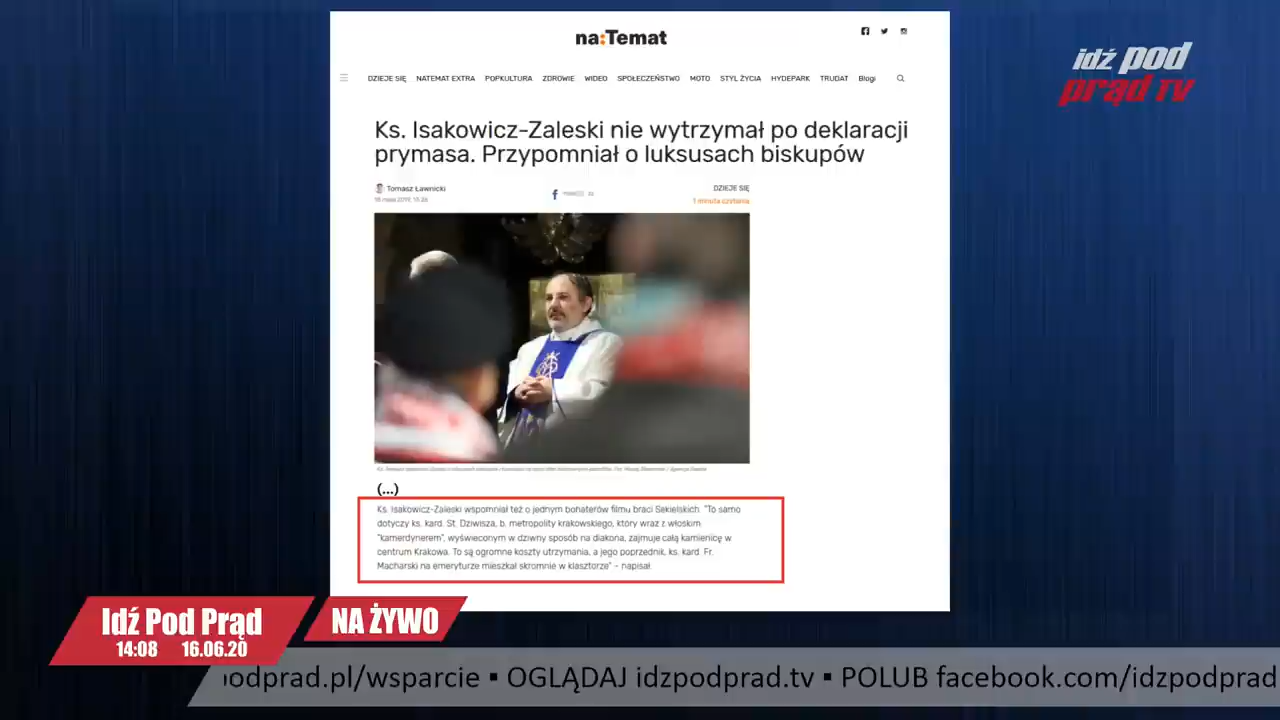 na:Temat
idź pod
prąd TV
DZIEJE SIĘ NATEMAT EXTRA POPKULTURA ZDROWIE WIDEO SPOŁECZEŃSTWO MOTO STYL ŻYCIA HYDEPARK TRUDAT Blogi
Ks. Isakowicz-Zaleski nie wytrzymał po deklaracji
prymasa. Przypomniał o luksusach biskupów
Tomasz Ławnicki
DZIEJE SIĘ
1 minuta czytania
(...)
Ks. Isakowicz-Zaleski wspomniał też o jednym bohaterów filmu braci Sekielskich. "To samo
dotyczy ks. kard. St. Dziwisza, b. metropolity krakowskiego, który wraz z włoskim
"kamerdynerem", wyświeconym w dziwny sposób na diakona, zajmuje całą kamienicę w
centrum Krakowa. To są ogromne koszty utrzymania, a jego poprzednik, ks. kard. Fr.
Macharski na emeryturze mieszkał skromnie w klasztorze" – napisał.
Idź Pod Prąd
NA ŻYWO
14:08 16.06.20
podprad.pl/wsparcie ▪ OGLĄDAJ idzpodprad.tv ▪ POLUB facebook.com/idzpodprad